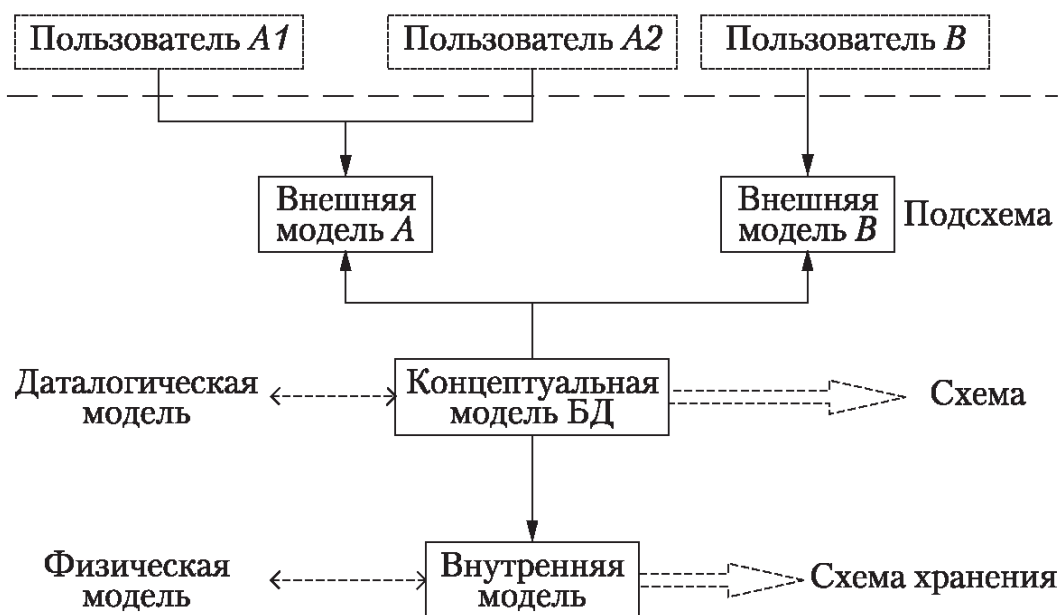 Пользователь A1
Пользователь A2
Пользователь B
Внешняя
модель A
Внешняя
модель B
Подсхема
Даталогическая
модель
Концептуальная
модель БД
Схема
Физическая
модель
Внутренняя
модель
Схема хранения